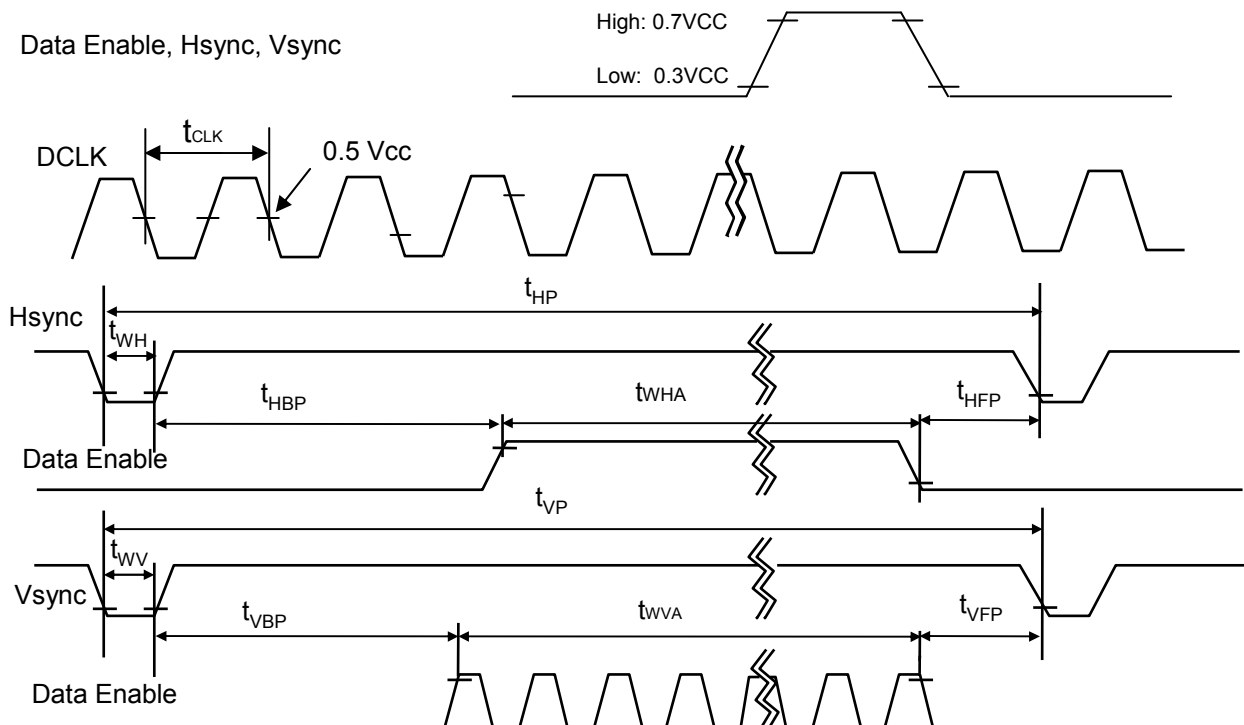 High: 0.7VCC
Data Enable, Hsync, Vsync
Low: 0.3VCC
tCLK
DCLK
0.5 Vcc
tHP
Hsync
tWH
tHBP
tWHA
tHFP
Data Enable
tVP
tWV
Vsync
tVBP
tWVA
tVFP
Data Enable